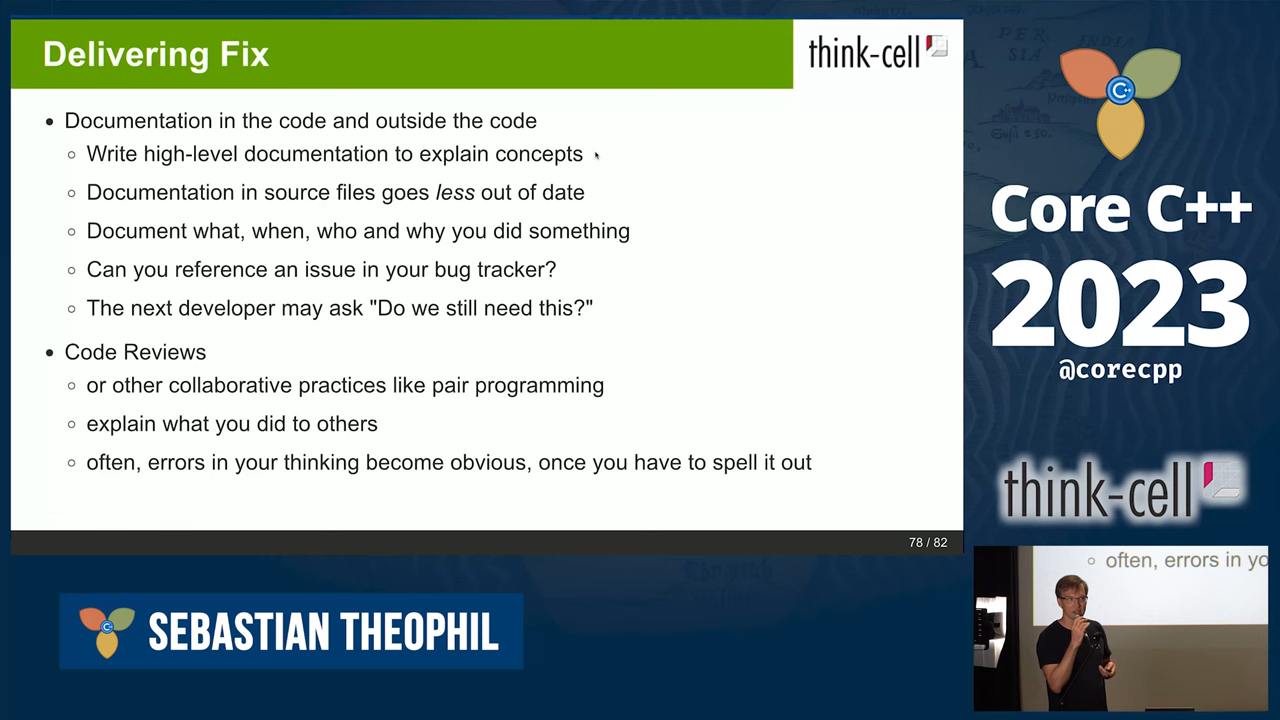 Delivering Fix
think-cell
Documentation in the code and outside the code
Write high-level documentation to explain concepts
Documentation in source files goes less out of date
Document what, when, who and why you did something
Can you reference an issue in your bug tracker?
The next developer may ask "Do we still need this?"
Code Reviews
or other collaborative practices like pair programming
explain what you did to others
often, errors in your thinking become obvious, once you have to spell it out
78 / 82
C++
Core C++
2023
@corecpp
think-cell
often, errors in yo
C++
SEBASTIAN THEOPHIL
PERSIA
INDIA